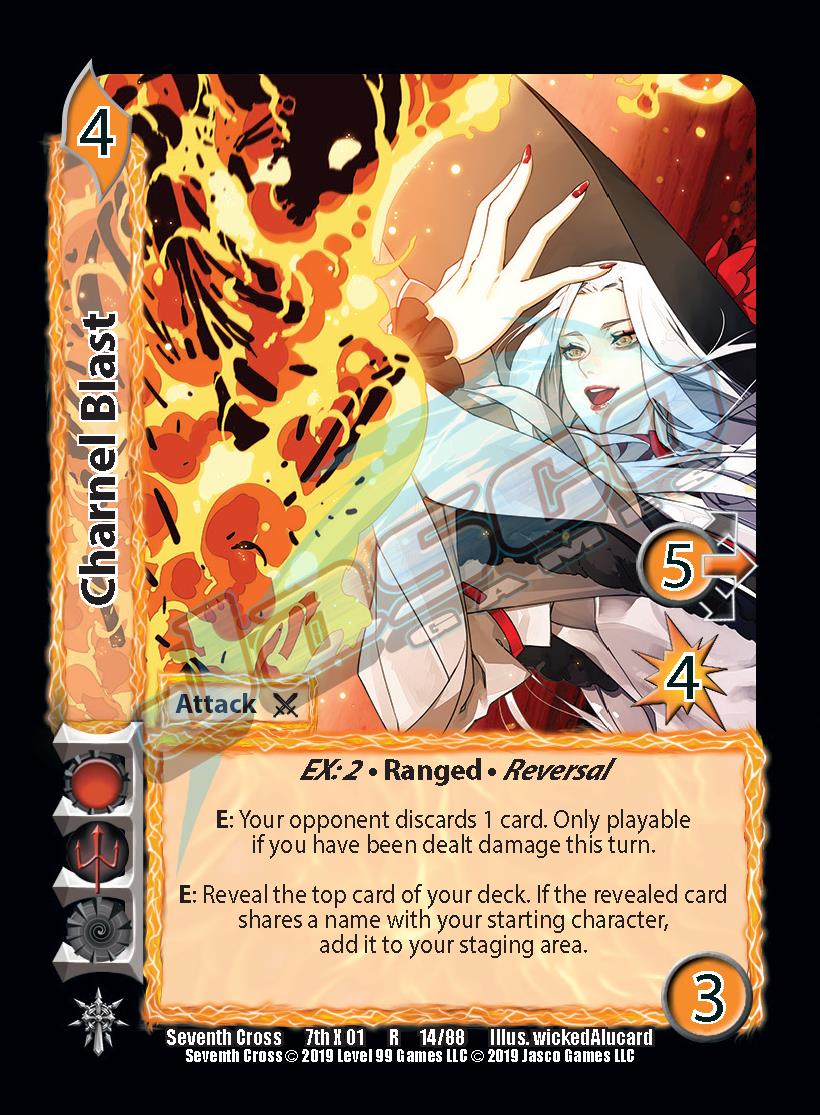 4
Charnel Blast
JASCO
GAMES
5
4
Attack
EX: 2 • Ranged • Reversal
E: Your opponent discards 1 card. Only playable
if you have been dealt damage this turn.
E: Reveal the top card of your deck. If the revealed card
shares a name with your starting character,
add it to your staging area.
3
Seventh Cross 7th X 01 R 14/88 Illus. wickedAlucard
Seventh Cross © 2019 Level 99 Games LLC © 2019 Jasco Games LLC